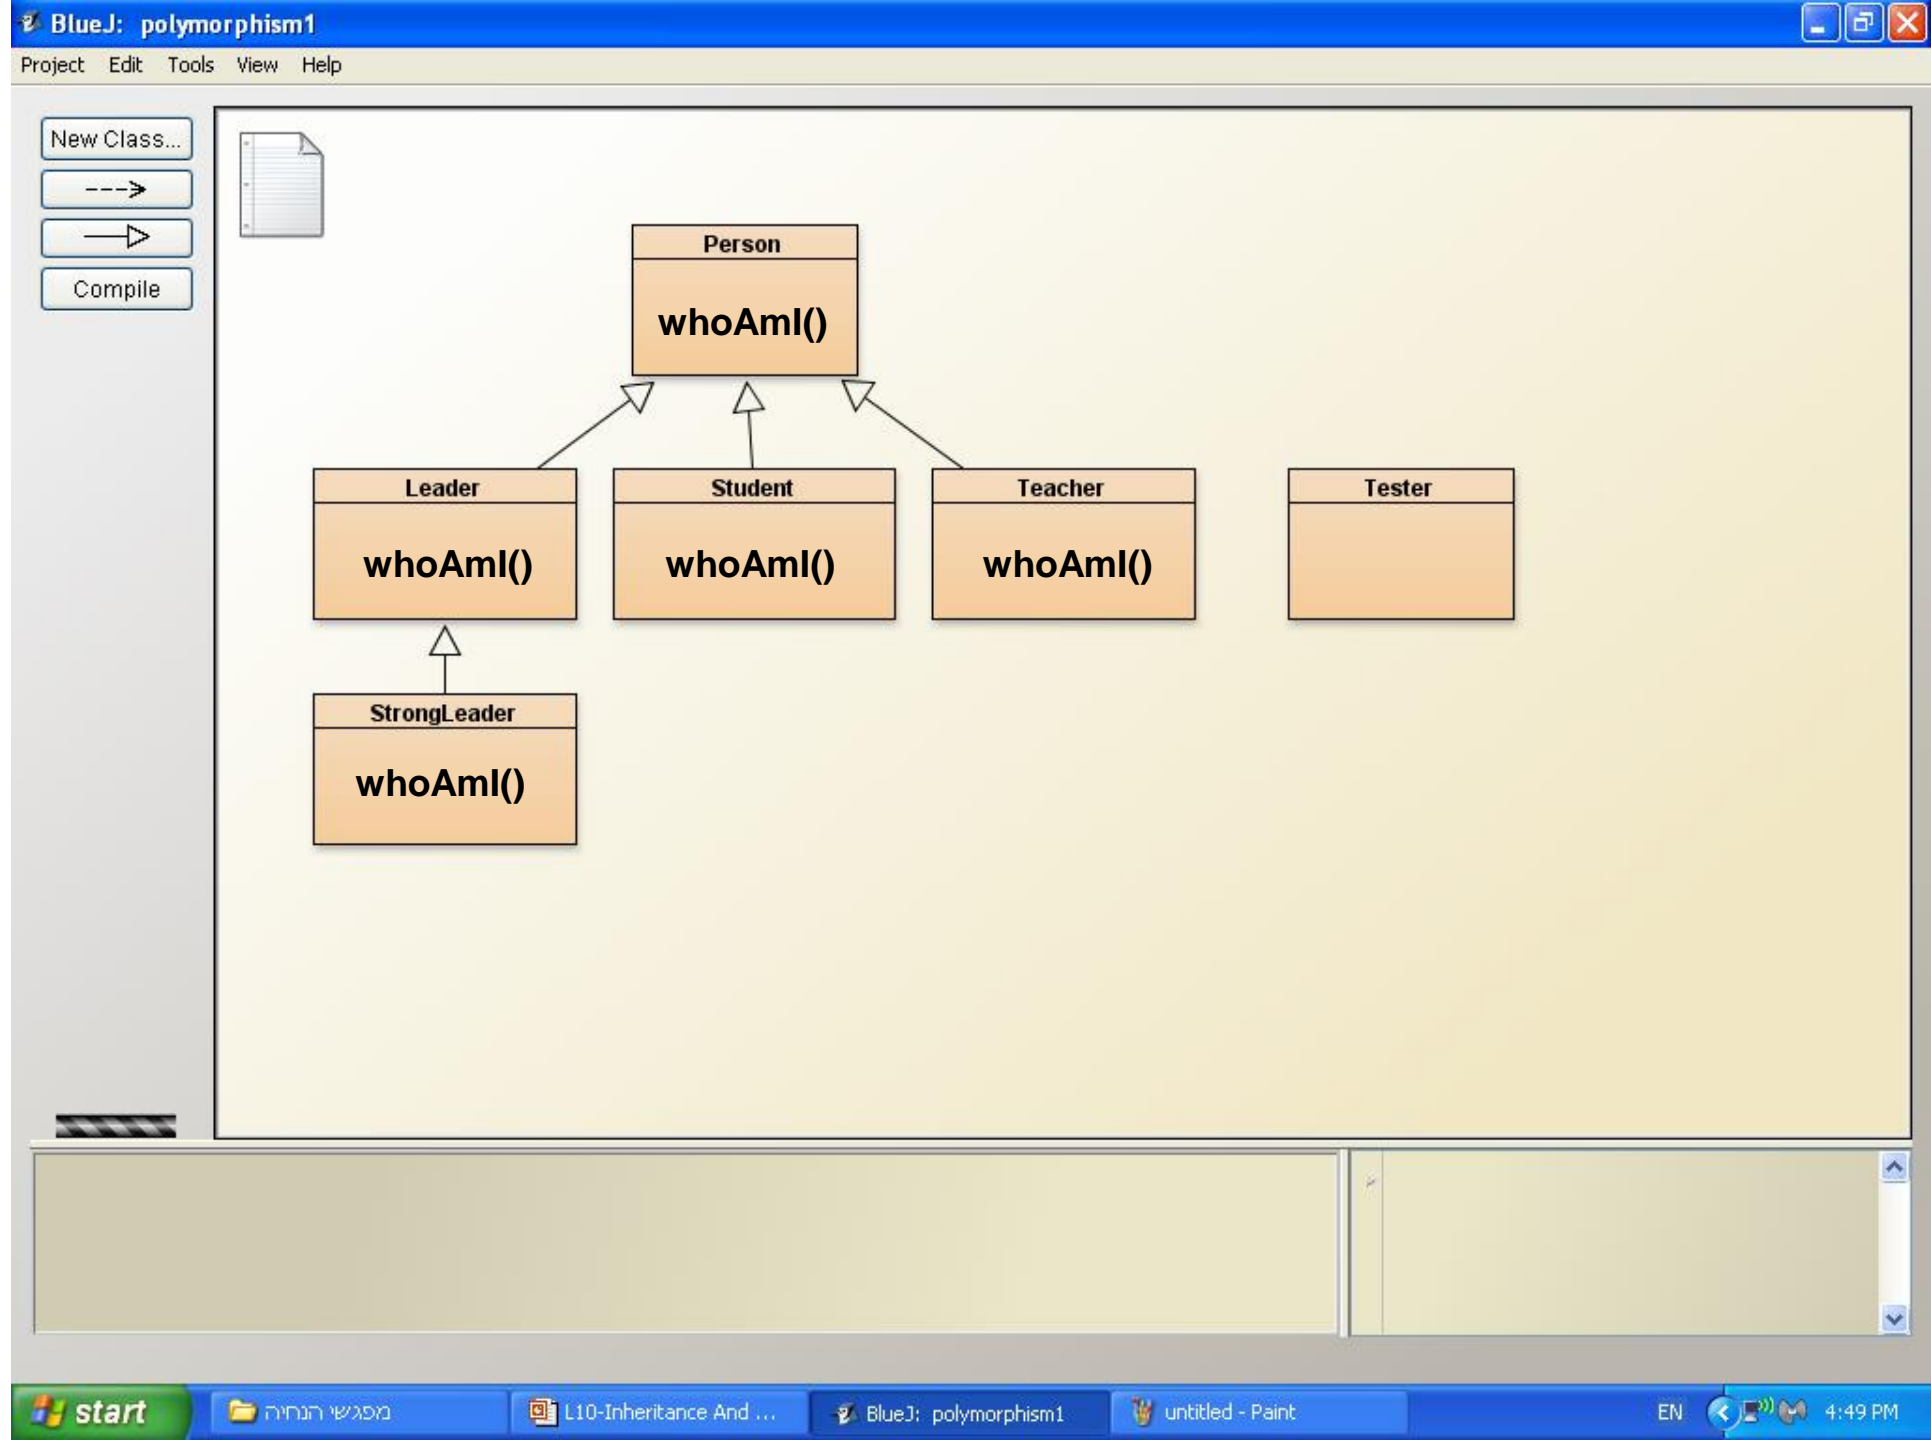 BlueJ: polymorphism1
Project Edit Tools View Help
New Class...
Compile
Person
whoAmI()
Leader
whoAmI()
Student
whoAmI()
Teacher
whoAmI()
Tester
StrongLeader
whoAmI()
start
מפגשי הנחיה
L10-Inheritance And ...
BlueJ: polymorphism1
untitled - Paint
EN
4:49 PM